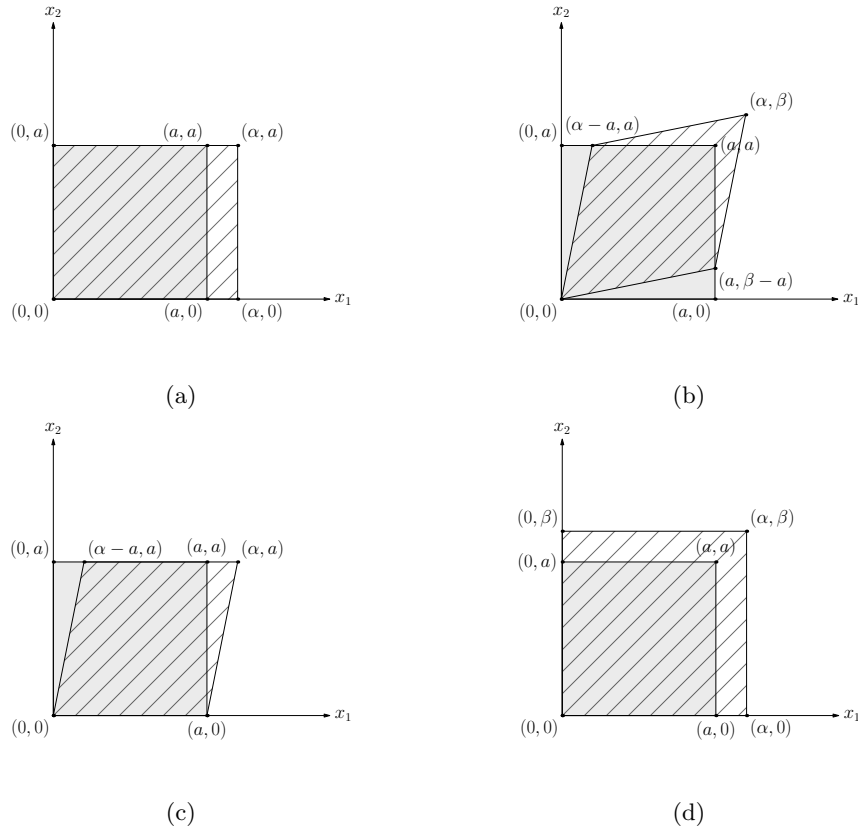 x₂
(0, a)
(a, a)
(α, a)
(0, 0)
(a, 0)
(α, 0)
x₁
(a)
x₂
(α, β)
(0, a)
(α − a, a)
(a, a)
(a, β − a)
(0, 0)
(a, 0)
x₁
(b)
x₂
(0, a)
(α − a, a)
(a, a)
(α, a)
(0, 0)
(a, 0)
x₁
(c)
x₂
(0, β)
(α, β)
(0, a)
(a, a)
(0, 0)
(a, 0)
(α, 0)
x₁
(d)